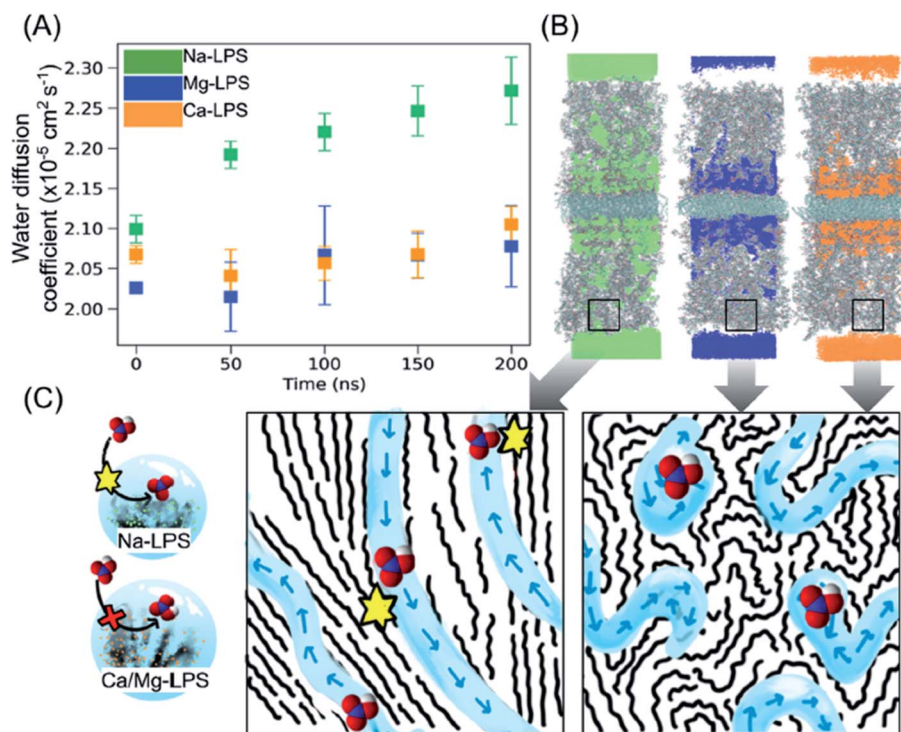 (A)
(B)
Na-LPS
Mg-LPS
Ca-LPS
Water diffusion
coefficient (x10⁻⁵ cm² s⁻¹)
2.30
2.25
2.20
2.15
2.10
2.05
2.00
0
50
100
150
200
Time (ns)
(C)
Na-LPS
Ca/Mg-LPS